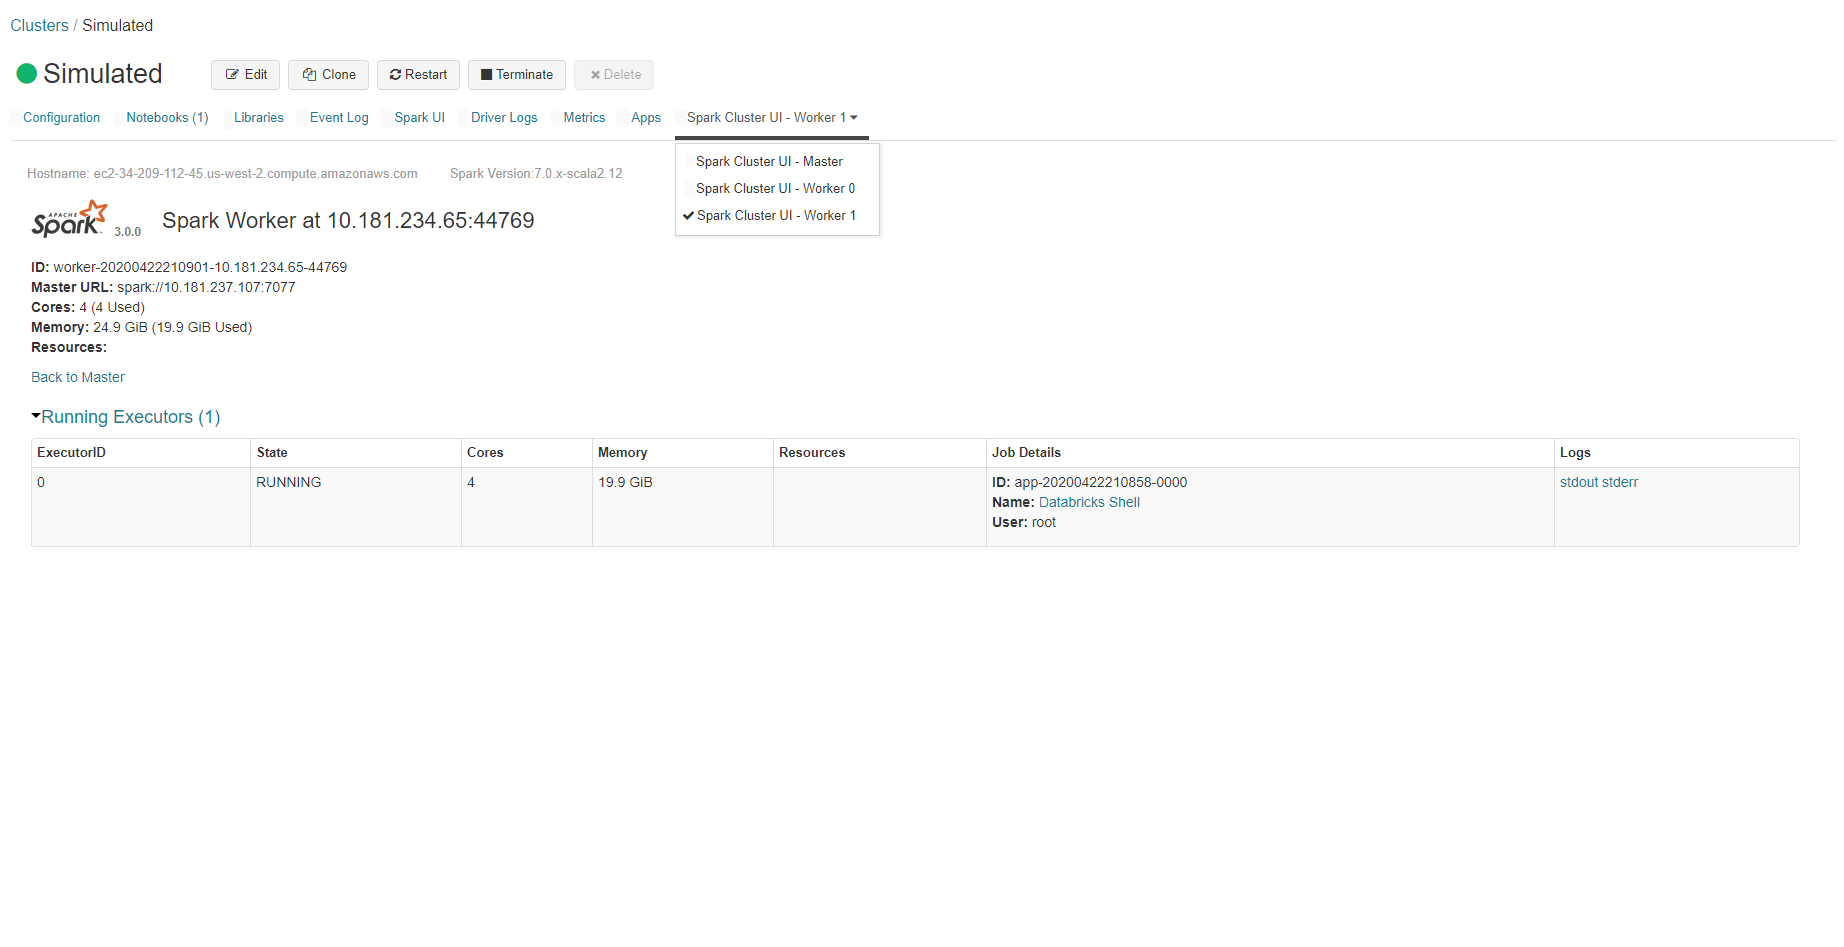 Clusters / Simulated
Simulated Edit Clone Restart Terminate Delete
Configuration Notebooks (1) Libraries Event Log Spark UI Driver Logs Metrics Apps Spark Cluster UI - Worker 1
Spark Cluster UI - Master
Spark Cluster UI - Worker 0
Spark Cluster UI - Worker 1
Hostname: ec2-34-209-112-45.us-west-2.compute.amazonaws.com Spark Version:7.0.x-scala2.12
APACHE Spark 3.0.0 Spark Worker at 10.181.234.65:44769
ID: worker-20200422210901-10.181.234.65-44769
Master URL: spark://10.181.237.107:7077
Cores: 4 (4 Used)
Memory: 24.9 GiB (19.9 GiB Used)
Resources:
Back to Master
Running Executors (1)
ExecutorID State Cores Memory Resources Job Details Logs
0 RUNNING 4 19.9 GiB ID: app-20200422210858-0000 stdout stderr
Name: Databricks Shell
User: root